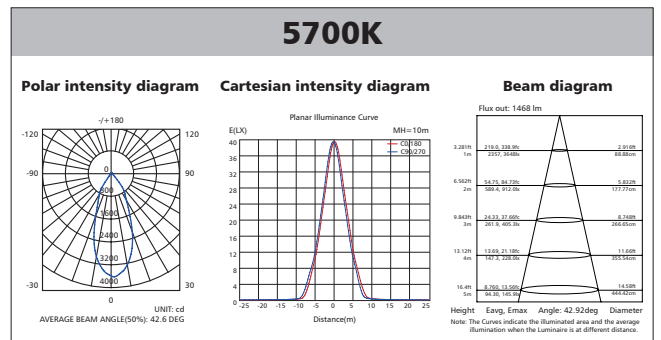 5700K
Polar intensity diagram
Cartesian intensity diagram
Beam diagram
-/+180
-120
120
-90
90
-30
30
0
0
800
1600
2400
3200
4000
UNIT: cd
AVERAGE BEAM ANGLE(50%): 42.6 DEG
Planar Illuminance Curve
E(LX)
MH=10m
C0/180
C90/270
40
36
32
28
24
20
16
12
8
4
0
-25 -20 -15 -10 -5 0 5 10 15 20 25
Distance(m)
Flux out: 1468 lm
3.281ft 219.0, 338.9fc 2.916ft
1m 2357, 3648lx 88.88cm
6.562ft 54.75, 84.73fc 5.832ft
2m 589.4, 912.0lx 177.77cm
9.843ft 24.33, 37.66fc 8.748ft
3m 261.9, 405.3lx 266.65cm
13.12ft 13.69, 21.18fc 11.66ft
4m 147.3, 228.0lx 355.54cm
16.4ft 8.760, 13.56fc 14.58ft
5m 94.30, 145.9lx 444.42cm
Height Eavg, Emax Angle: 42.92deg Diameter
Note: The Curves indicate the illuminated area and the average
illumination when the Luminaire is at different distance.